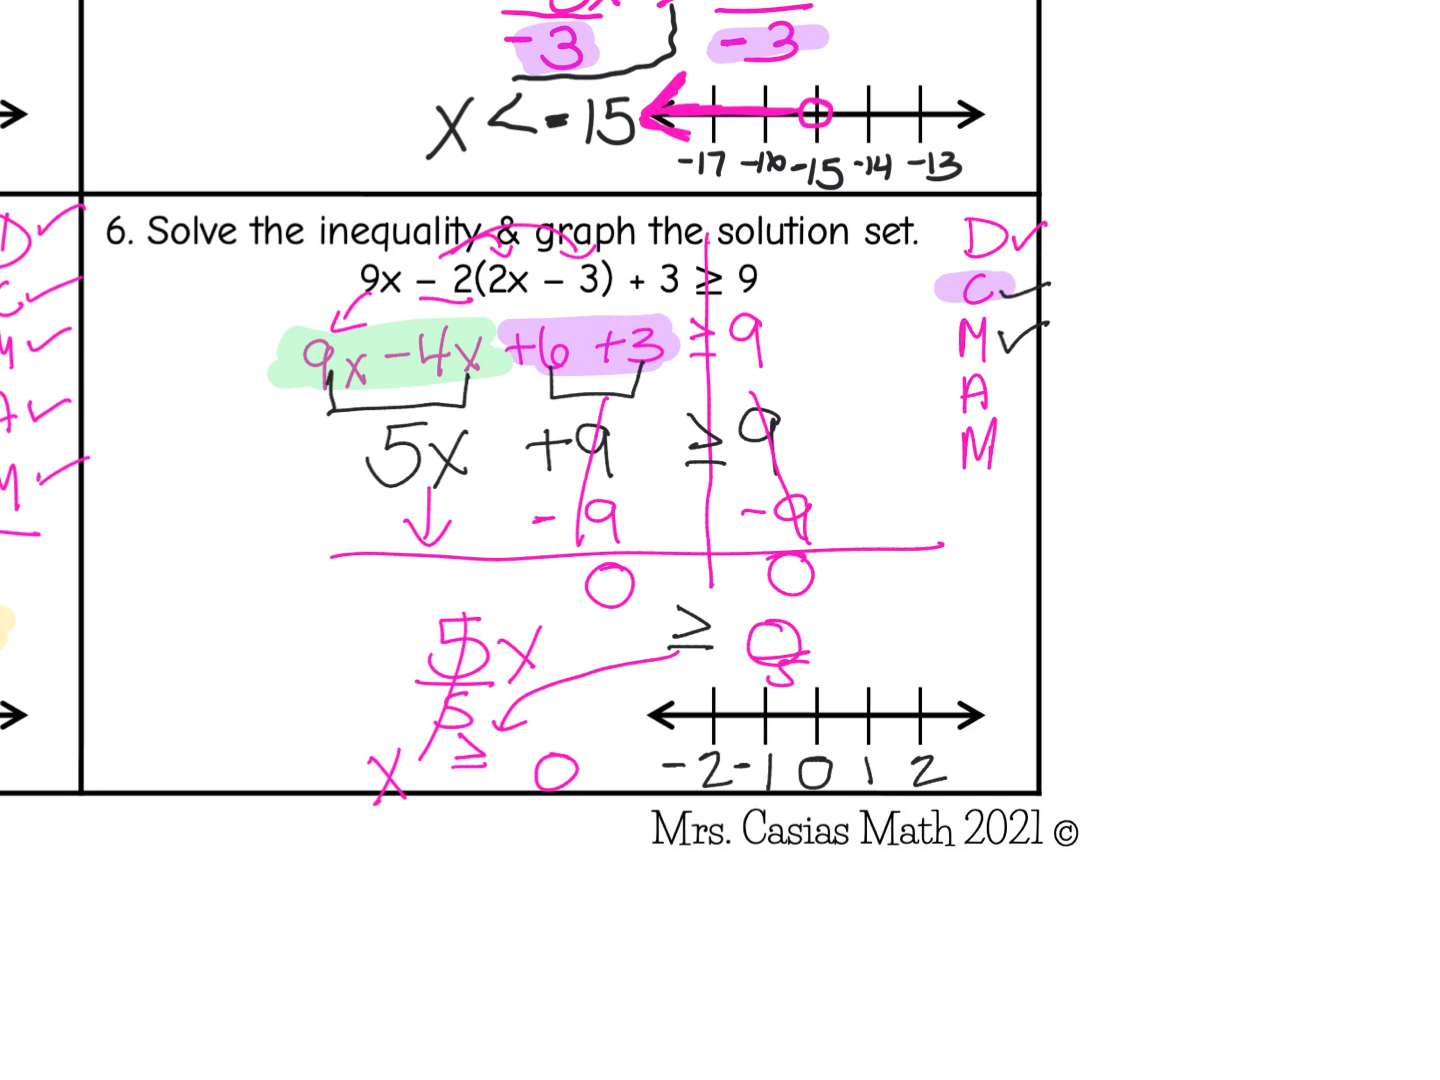 -3 -3
x < -15
-17 -16 -15 -14 -13
6. Solve the inequality & graph the solution set.
9x – 2(2x – 3) + 3 ≥ 9
9x -4x +6 +3 ≥ 9
5x +9 ≥ 9
-9 -9
0 0
5x ≥ 0
5 5
x ≥ 0
-2 -1 0 1 2
D✓
C✓
M✓
A
M
D✓
C✓
M✓
A✓
M✓
Mrs. Casias Math 2021 ©